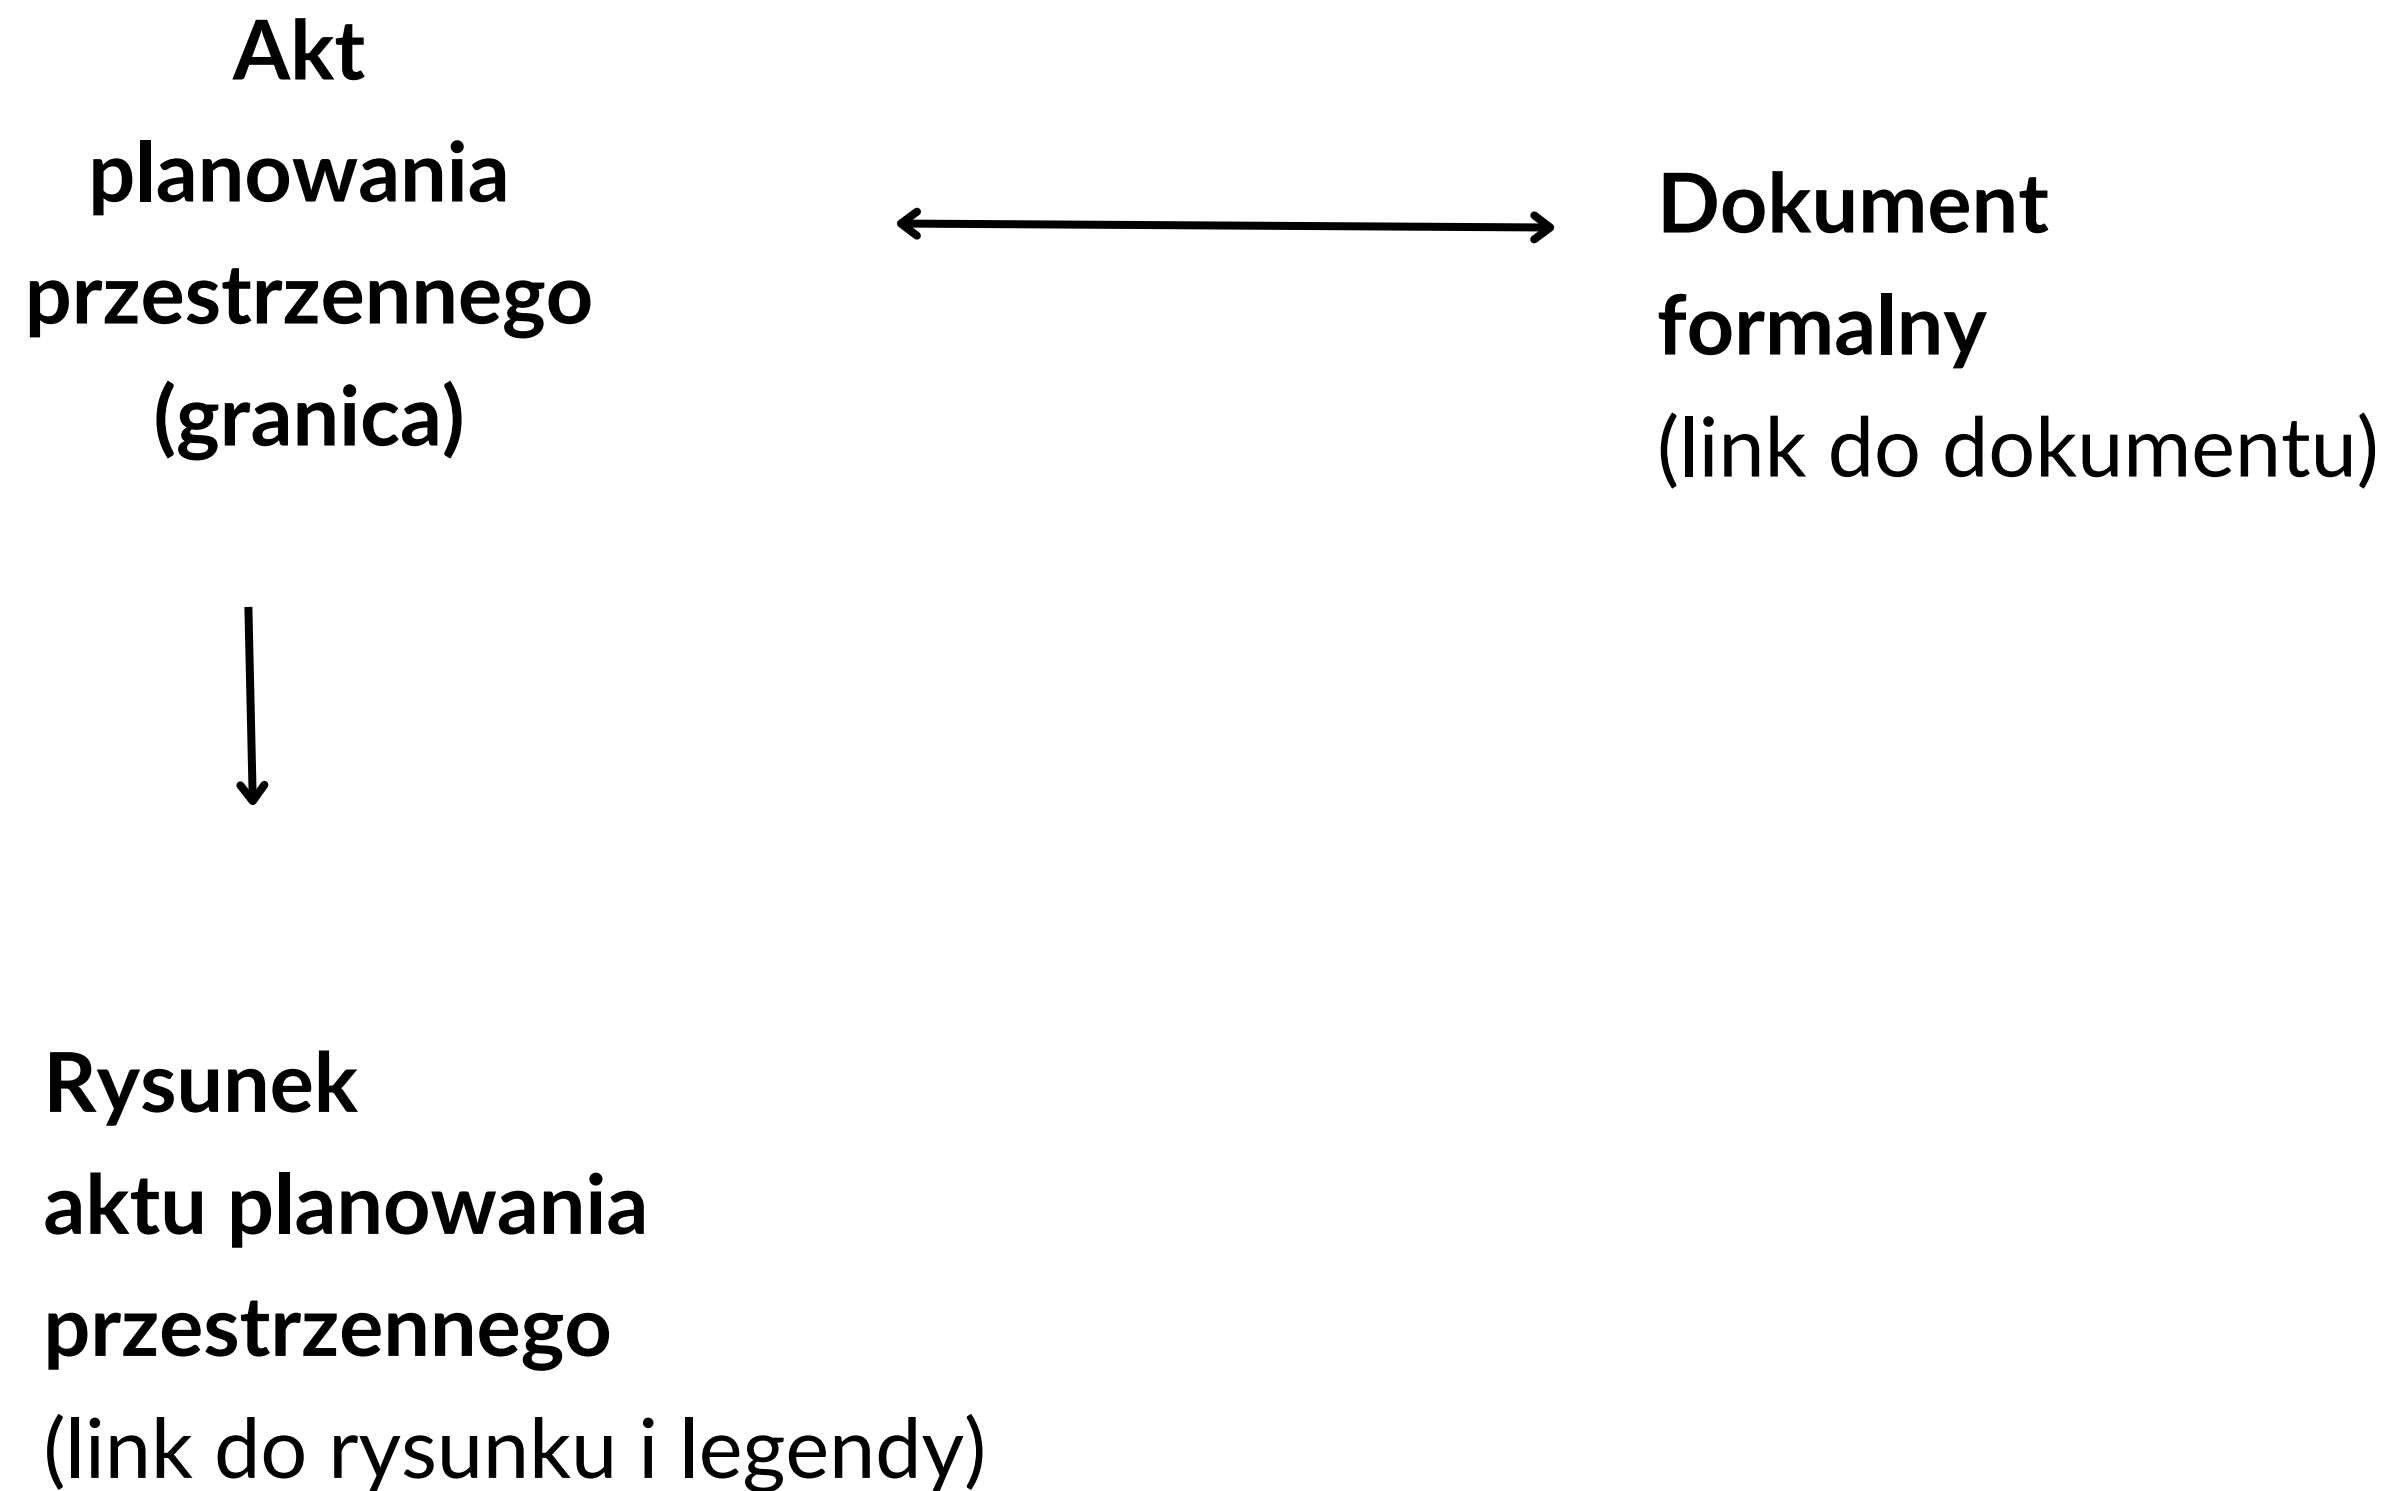 Akt
planowania
przestrzennego
(granica)
Dokument
formalny
(link do dokumentu)
Rysunek
aktu planowania
przestrzennego
(link do rysunku i legendy)